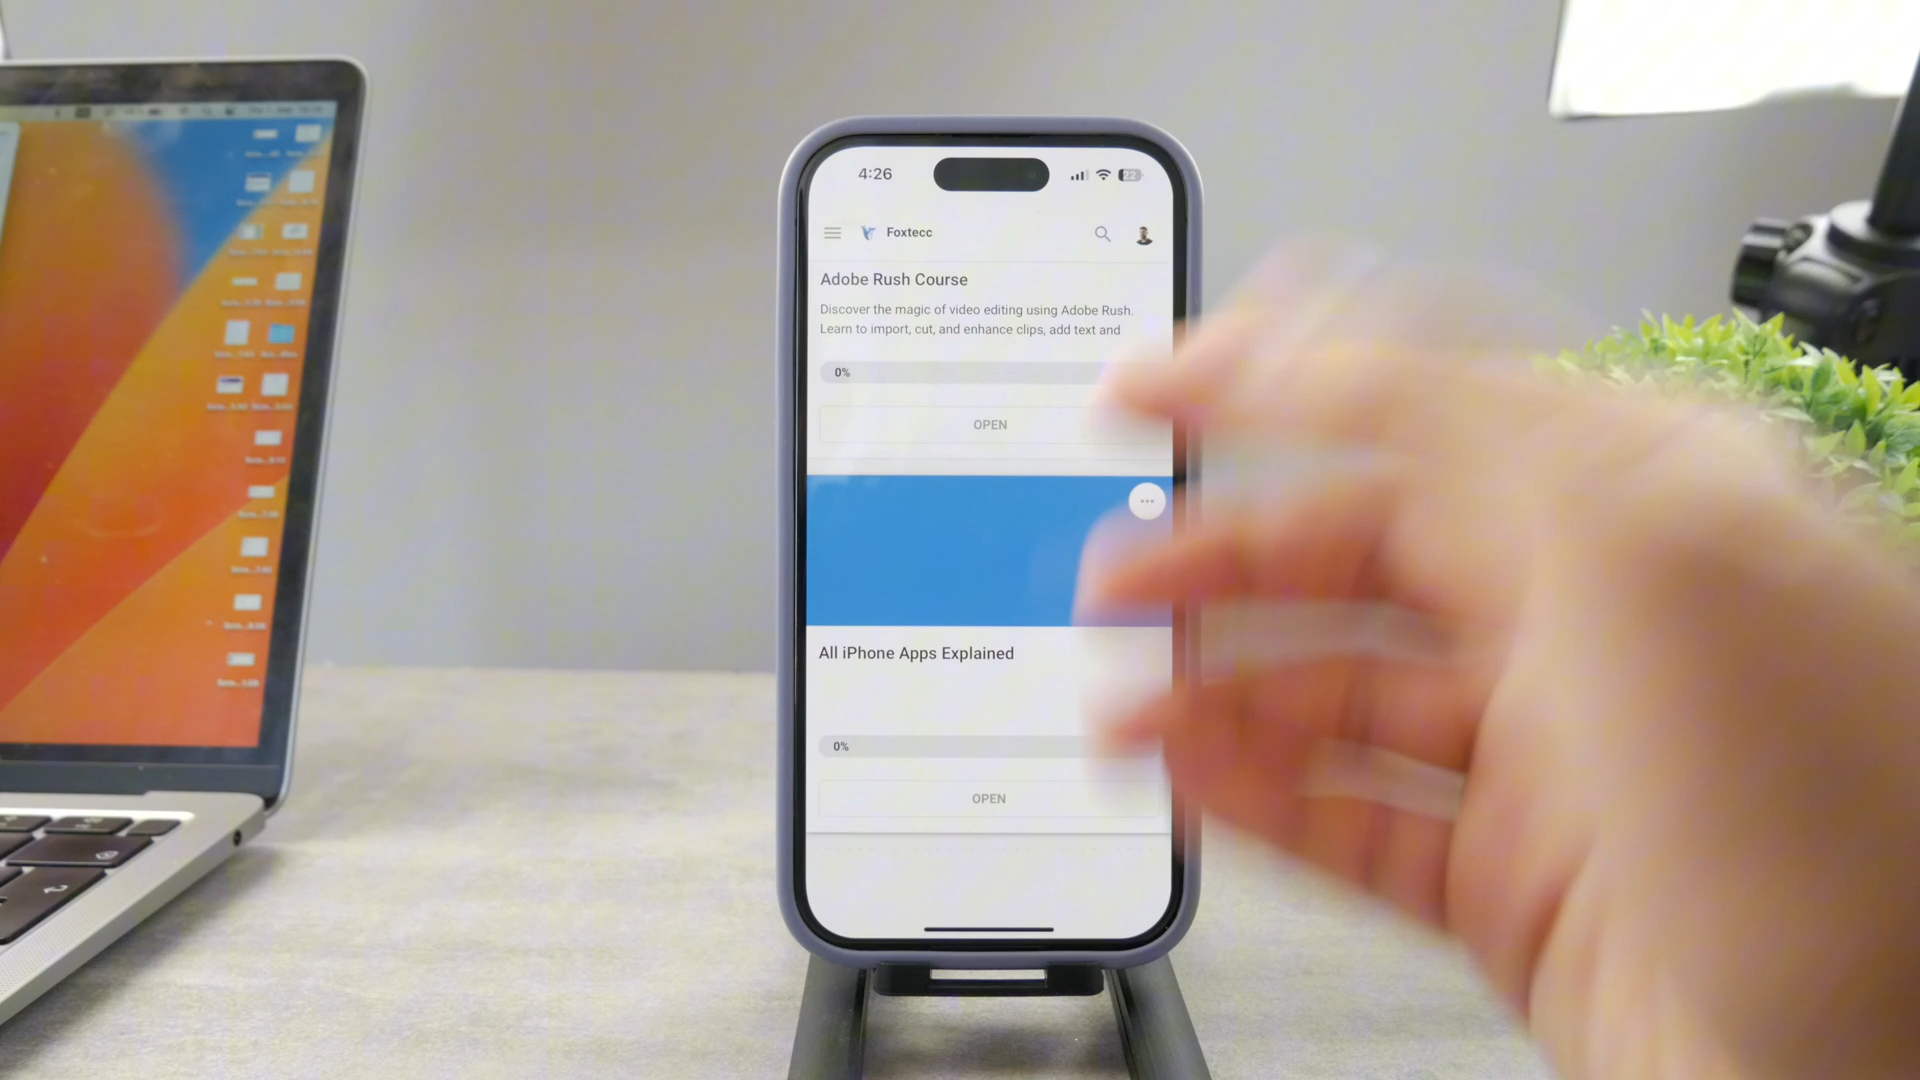 4:26
22
Foxtecc
Adobe Rush Course
Discover the magic of video editing using Adobe Rush.
Learn to import, cut, and enhance clips, add text and
0%
OPEN
All iPhone Apps Explained
0%
OPEN